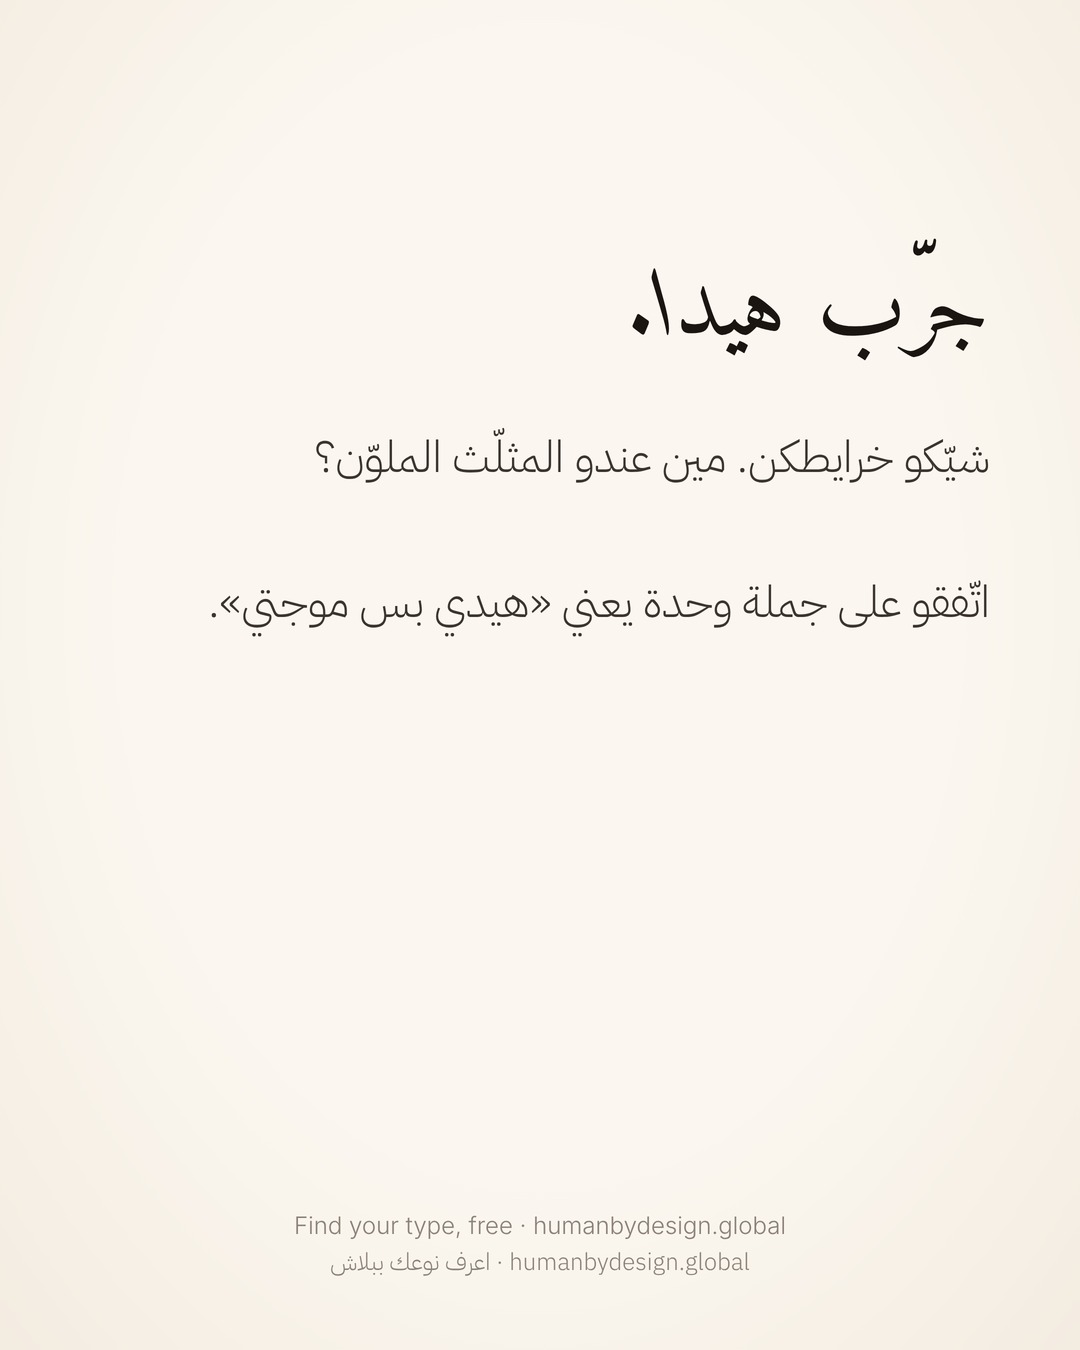 جرّب هيدا.
شيّكو خرايطكن. مين عندو المثلّث الملوّن؟
اتّفقو على جملة وحدة يعني «هيدي بس موجتي».
Find your type, free · humanbydesign.global
اعرف نوعك ببلاش · humanbydesign.global